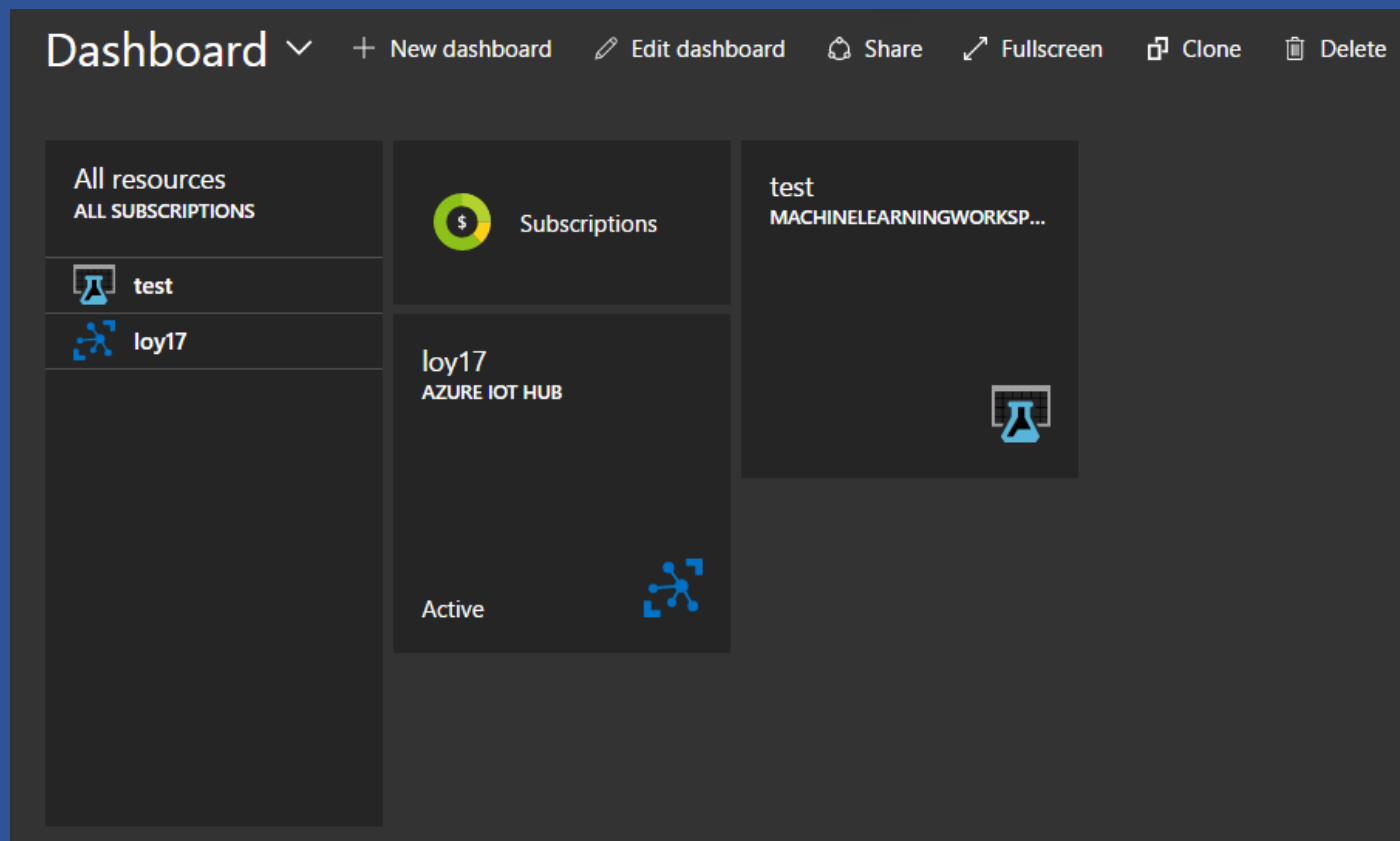 Dashboard
New dashboard
Edit dashboard
Share
Fullscreen
Clone
Delete
All resources
ALL SUBSCRIPTIONS
test
loy17
$
Subscriptions
loy17
AZURE IOT HUB
Active
test
MACHINELEARNINGWORKSP...